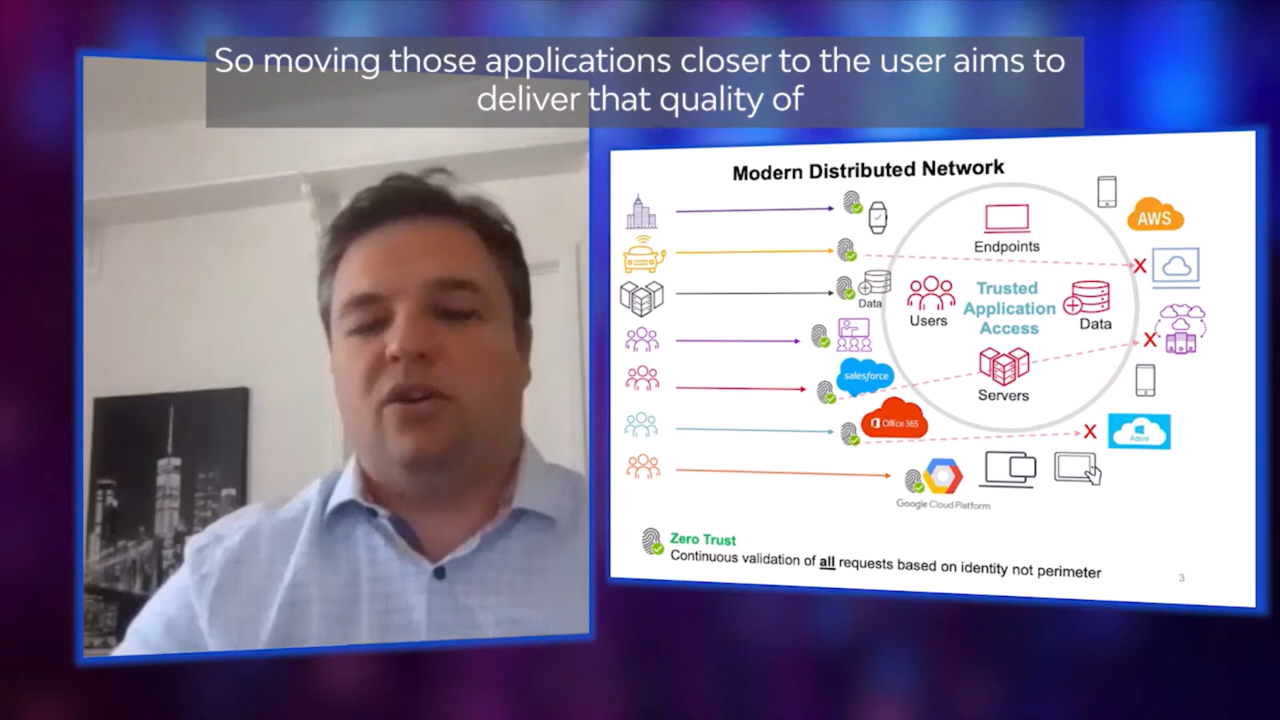 So moving those applications closer to the user aims to
deliver that quality of
Modern Distributed Network
AWS
Endpoints
Data
Users
Trusted
Application
Access
Data
salesforce
Servers
Office 365
Azure
Google Cloud Platform
Zero Trust
Continuous validation of all requests based on identity not perimeter
3
X
X
X